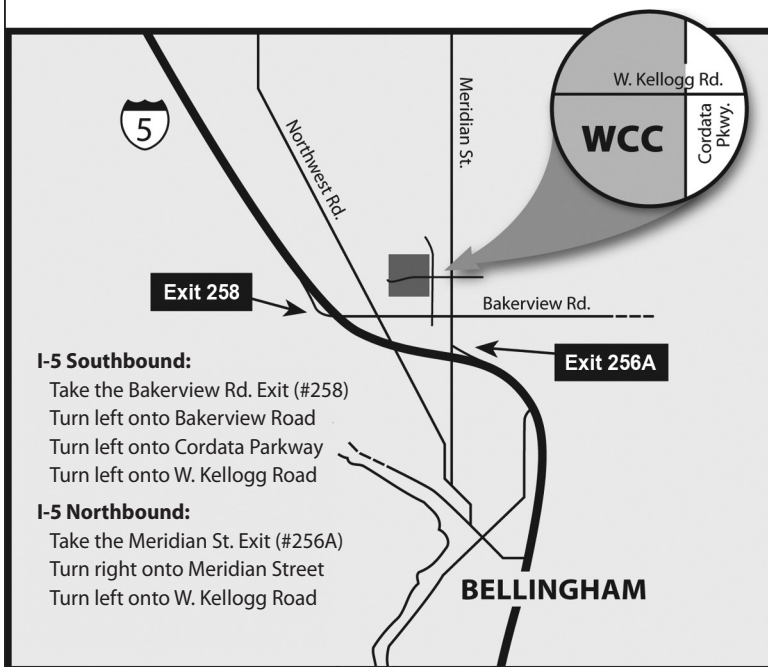 W. Kellogg Rd.
WCC
Cordata
Pkwy.
Meridian St.
Northwest Rd.
5
Exit 258
Bakerview Rd.
Exit 256A
I-5 Southbound:
Take the Bakerview Rd. Exit (#258)
Turn left onto Bakerview Road
Turn left onto Cordata Parkway
Turn left onto W. Kellogg Road
I-5 Northbound:
Take the Meridian St. Exit (#256A)
Turn right onto Meridian Street
Turn left onto W. Kellogg Road
BELLINGHAM